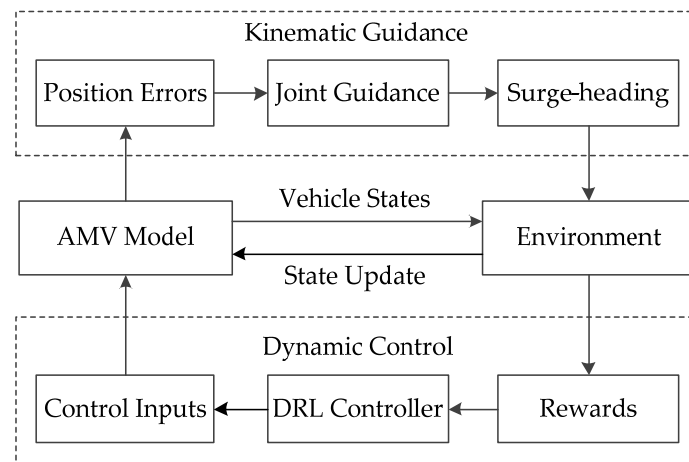 Kinematic Guidance
Position Errors
Joint Guidance
Surge-heading
Vehicle States
AMV Model
Environment
State Update
Dynamic Control
Control Inputs
DRL Controller
Rewards